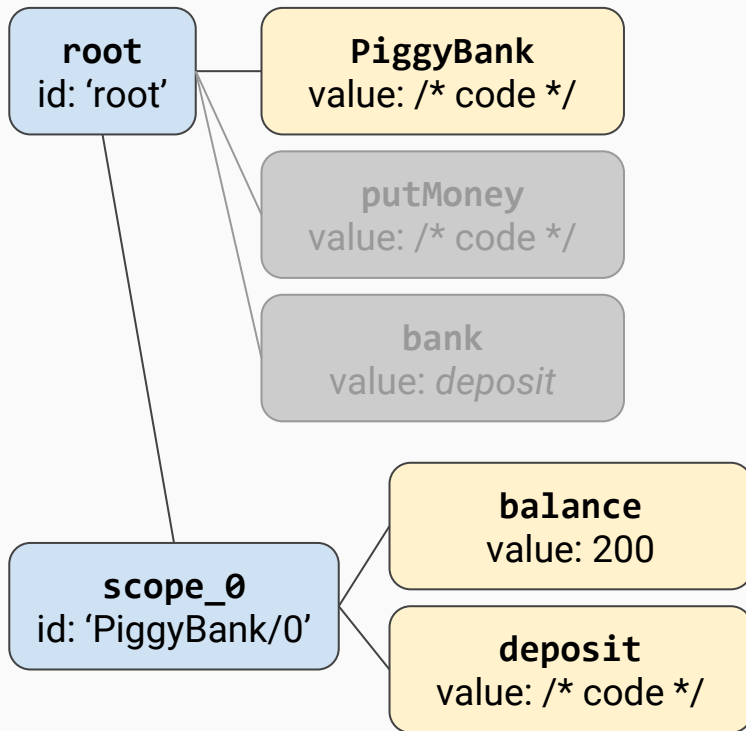 root
id: ‘root’
PiggyBank
value: /* code */
putMoney
value: /* code */
bank
value: deposit
balance
value: 200
scope_0
id: ‘PiggyBank/0’
deposit
value: /* code */